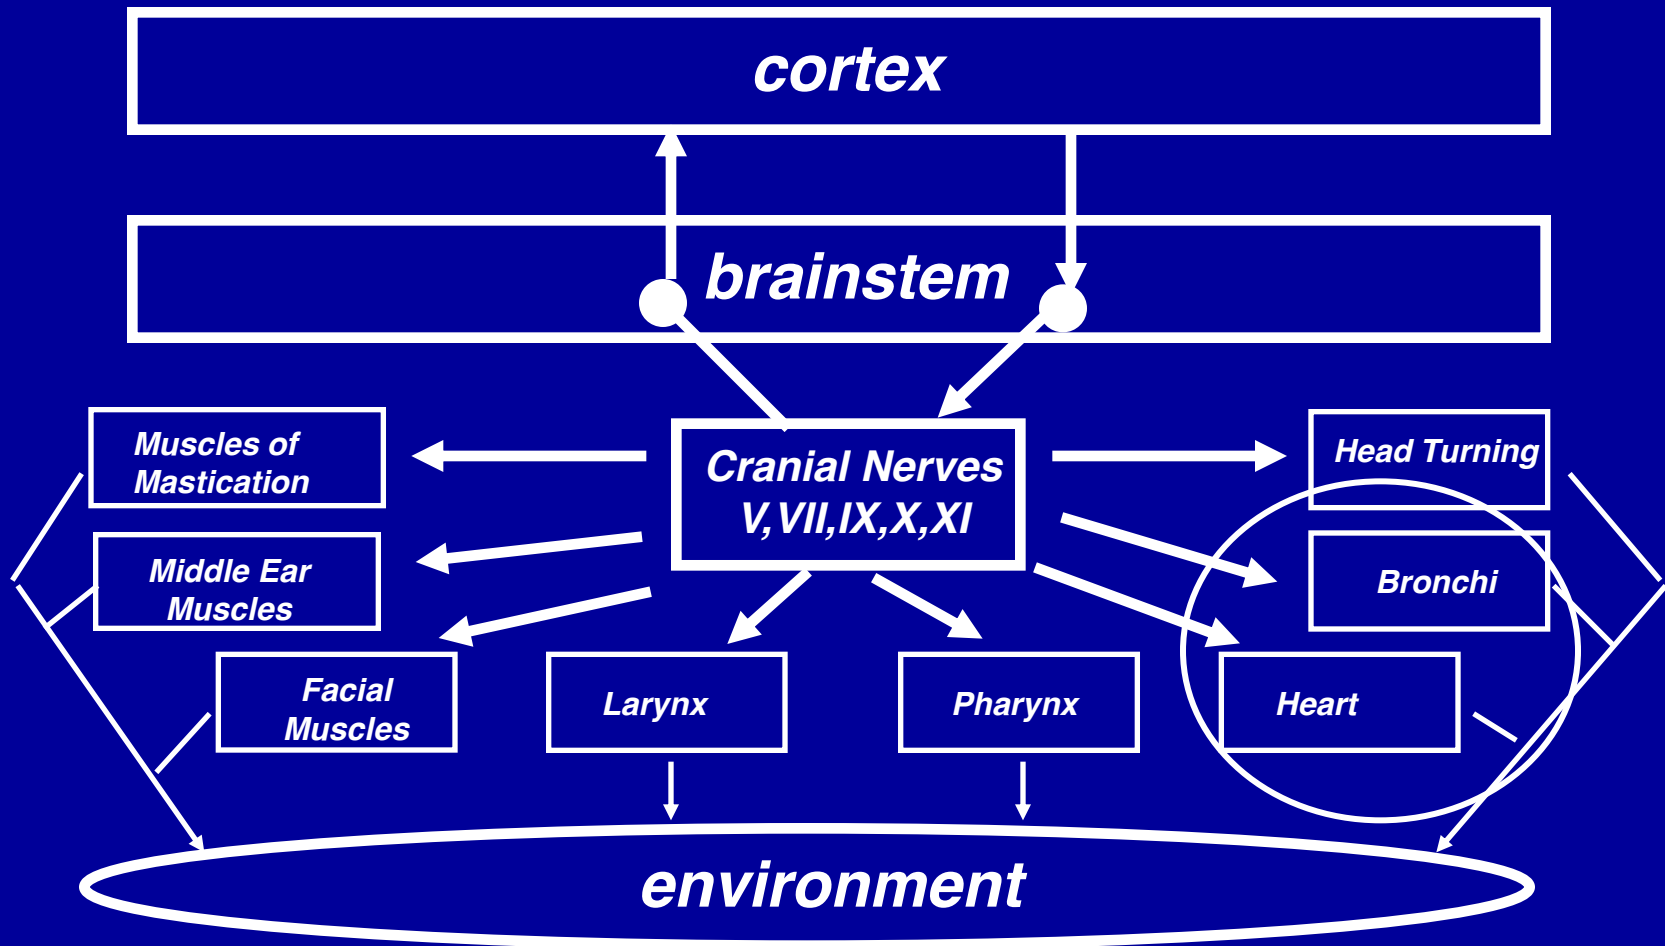 cortex
brainstem
Muscles of
Mastication
Cranial Nerves
V,VII,IX,X,XI
Head Turning
Middle Ear
Muscles
Bronchi
Facial
Muscles
Larynx
Pharynx
Heart
environment